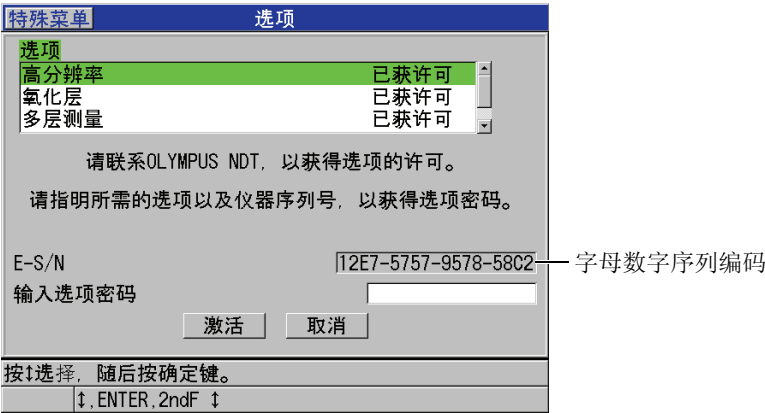 特殊菜单 选项
选项
高分辨率 已获许可
氧化层 已获许可
多层测量 已获许可
请联系OLYMPUS NDT, 以获得选项的许可。
请指明所需的选项以及仪器序列号, 以获得选项密码。
E-S/N 12E7-5757-9578-58C2 字母数字序列编码
输入选项密码
激活 取消
按↕选择, 随后按确定键。
↕,ENTER,2ndF ↕